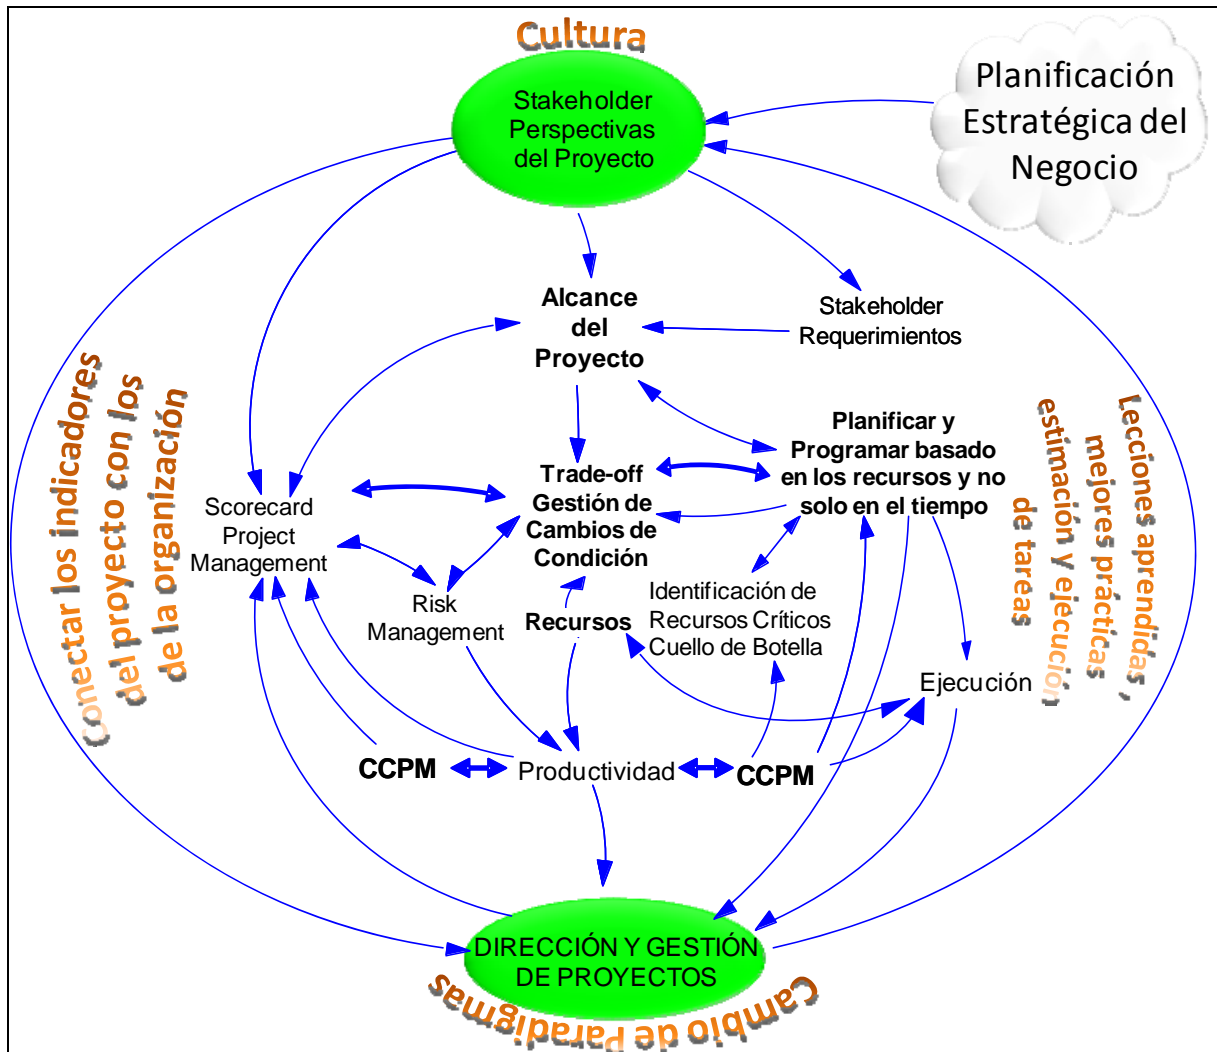 Cultura
Stakeholder
Perspectivas
del Proyecto
Planificación
Estratégica del
Negocio
Alcance
del
Proyecto
Stakeholder
Requerimientos
Conectar los indicadores
del proyecto con los
de la organización
Lecciones aprendidas ,
mejores prácticas
estimación y ejecución
de tareas
Planificar y
Programar basado
en los recursos y no
solo en el tiempo
Trade-off
Gestión de
Cambios de
Condición
Scorecard
Project
Management
Risk
Management
Recursos
Identificación de
Recursos Críticos
Cuello de Botella
Ejecución
CCPM
Productividad
CCPM
DIRECCIÓN Y GESTIÓN
DE PROYECTOS
Cambio de Paradigmas